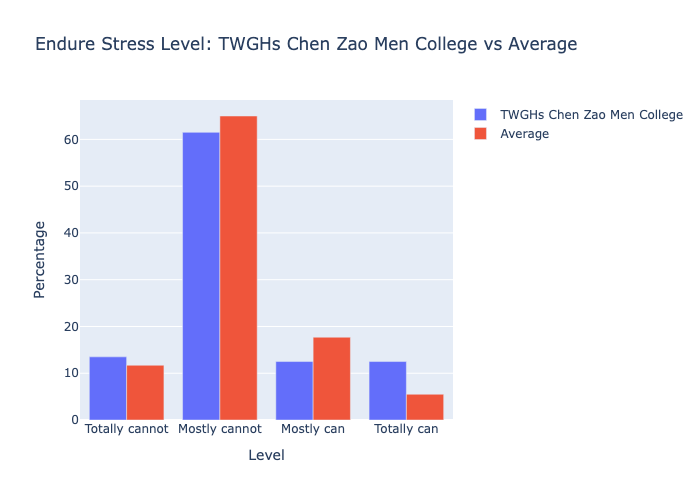 Endure Stress Level: TWGHs Chen Zao Men College vs Average
TWGHs Chen Zao Men College
Average
Percentage
60
50
40
30
20
10
0
Totally cannot Mostly cannot Mostly can Totally can
Level